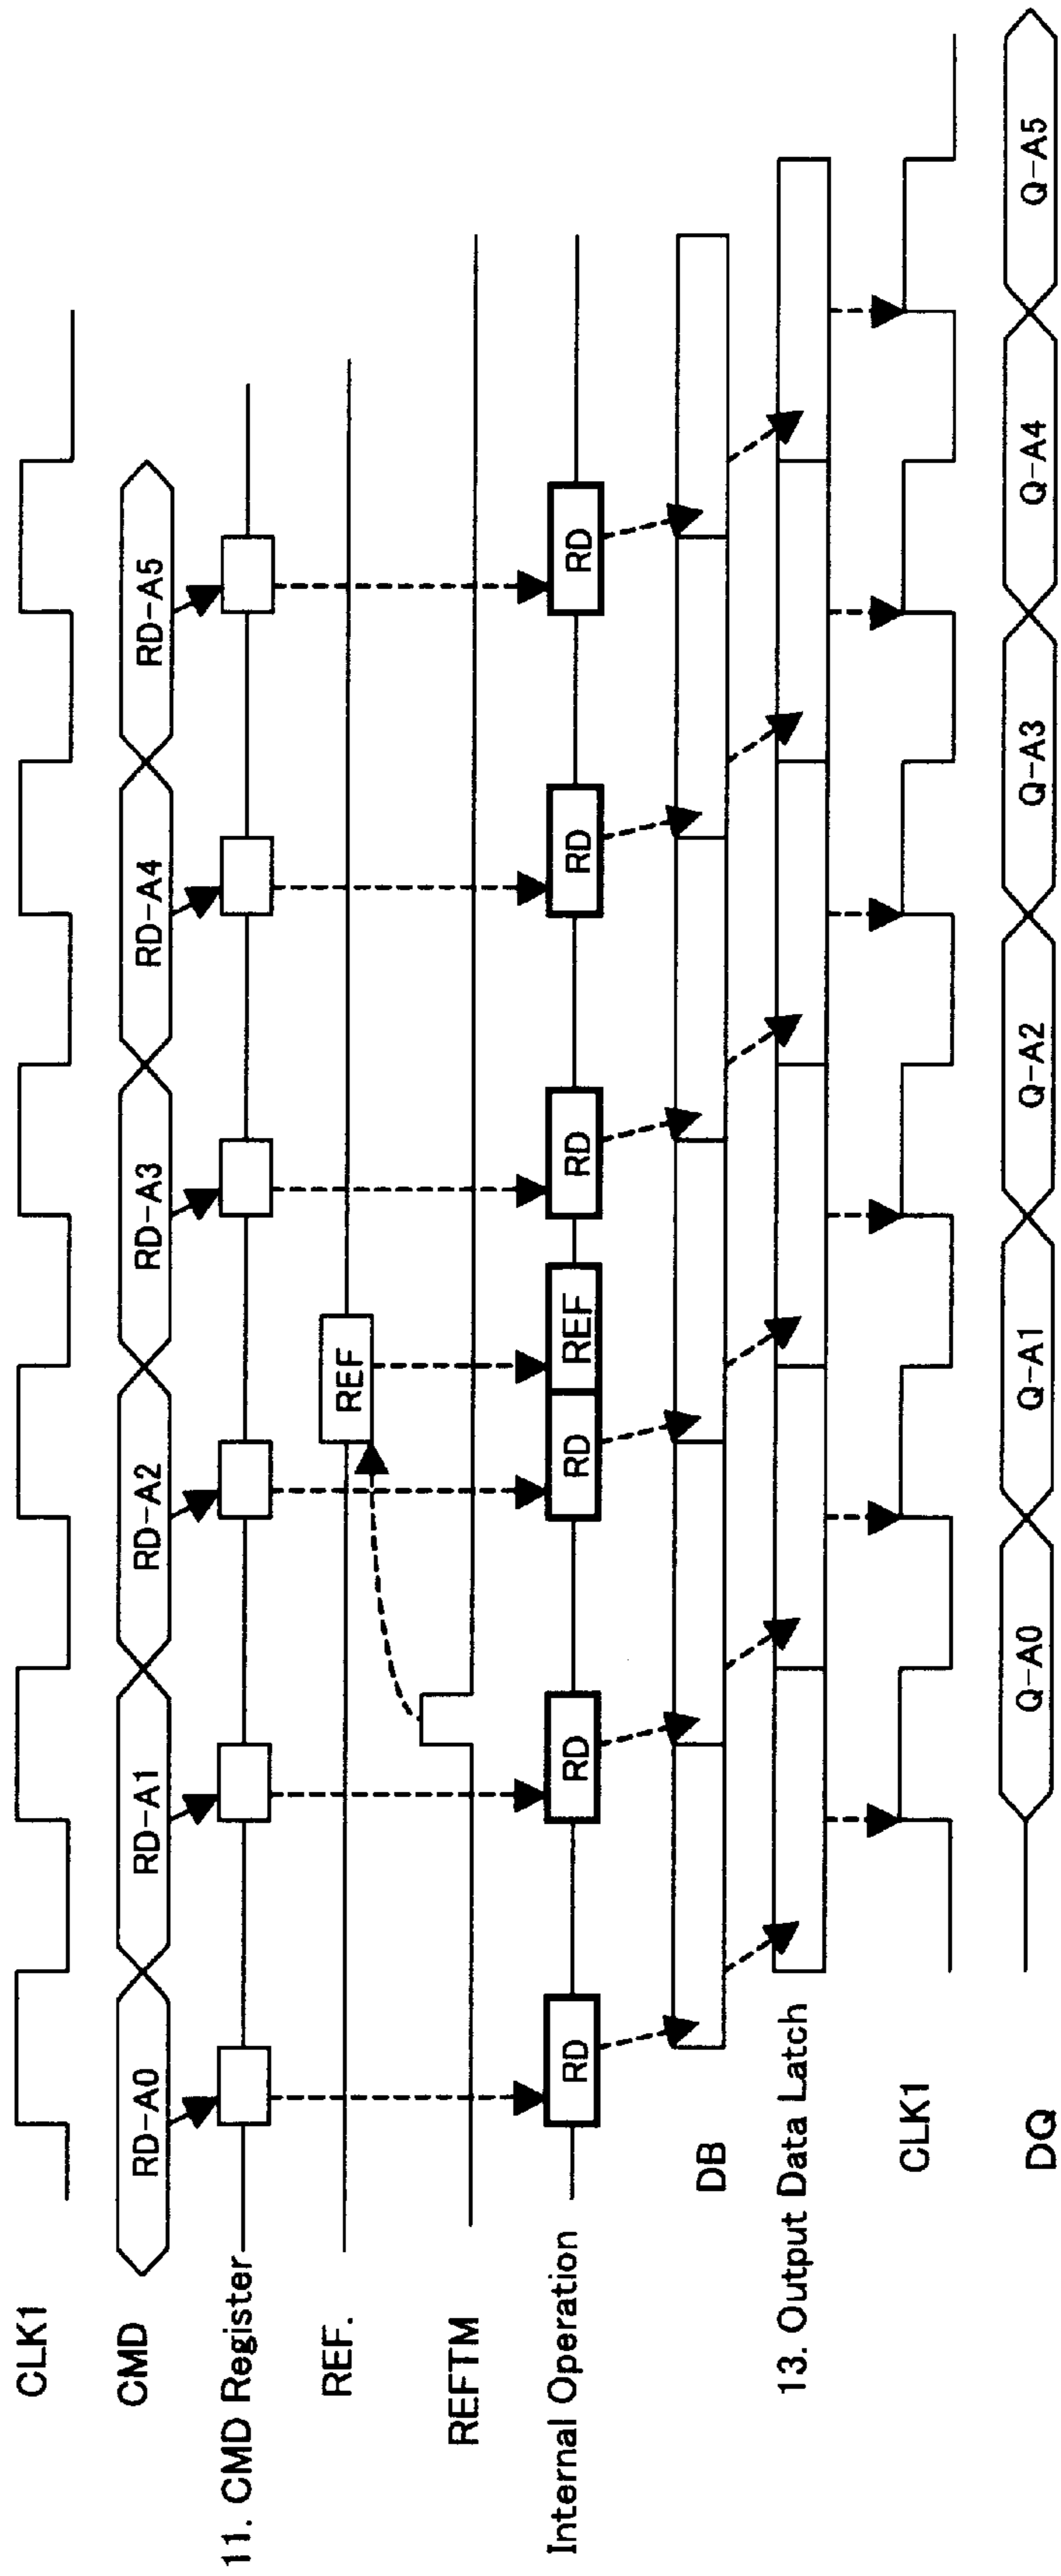 CLK1
CMD RD-A0 RD-A1 RD-A2 RD-A3 RD-A4 RD-A5
11. CMD Register
REF. REF
REFTM
Internal Operation RD RD RD REF RD RD RD
DB
13. Output Data Latch
CLK1
DQ Q-A0 Q-A1 Q-A2 Q-A3 Q-A4 Q-A5